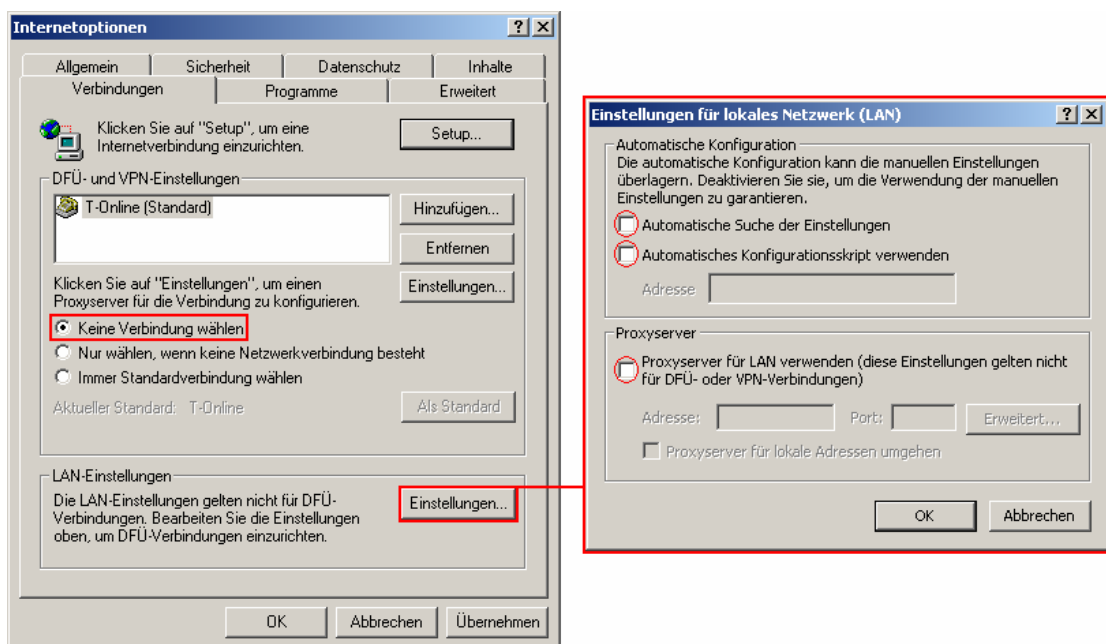 Internetoptionen
Allgemein Sicherheit Datenschutz Inhalte
Verbindungen Programme Erweitert
Klicken Sie auf "Setup", um eine
Internetverbindung einzurichten.
Setup...
DFÜ- und VPN-Einstellungen
T-Online (Standard)
Hinzufügen...
Entfernen
Klicken Sie auf "Einstellungen", um einen
Proxyserver für die Verbindung zu konfigurieren.
Einstellungen...
Keine Verbindung wählen
Nur wählen, wenn keine Netzwerkverbindung besteht
Immer Standardverbindung wählen
Aktueller Standard: T-Online
Als Standard
LAN-Einstellungen
Die LAN-Einstellungen gelten nicht für DFÜ-
Verbindungen. Bearbeiten Sie die Einstellungen
oben, um DFÜ-Verbindungen einzurichten.
Einstellungen...
OK Abbrechen Übernehmen
Einstellungen für lokales Netzwerk (LAN)
Automatische Konfiguration
Die automatische Konfiguration kann die manuellen Einstellungen
überlagern. Deaktivieren Sie sie, um die Verwendung der manuellen
Einstellungen zu garantieren.
Automatische Suche der Einstellungen
Automatisches Konfigurationsskript verwenden
Adresse
Proxyserver
Proxyserver für LAN verwenden (diese Einstellungen gelten nicht
für DFÜ- oder VPN-Verbindungen)
Adresse: Port: Erweitert...
Proxyserver für lokale Adressen umgehen
OK Abbrechen